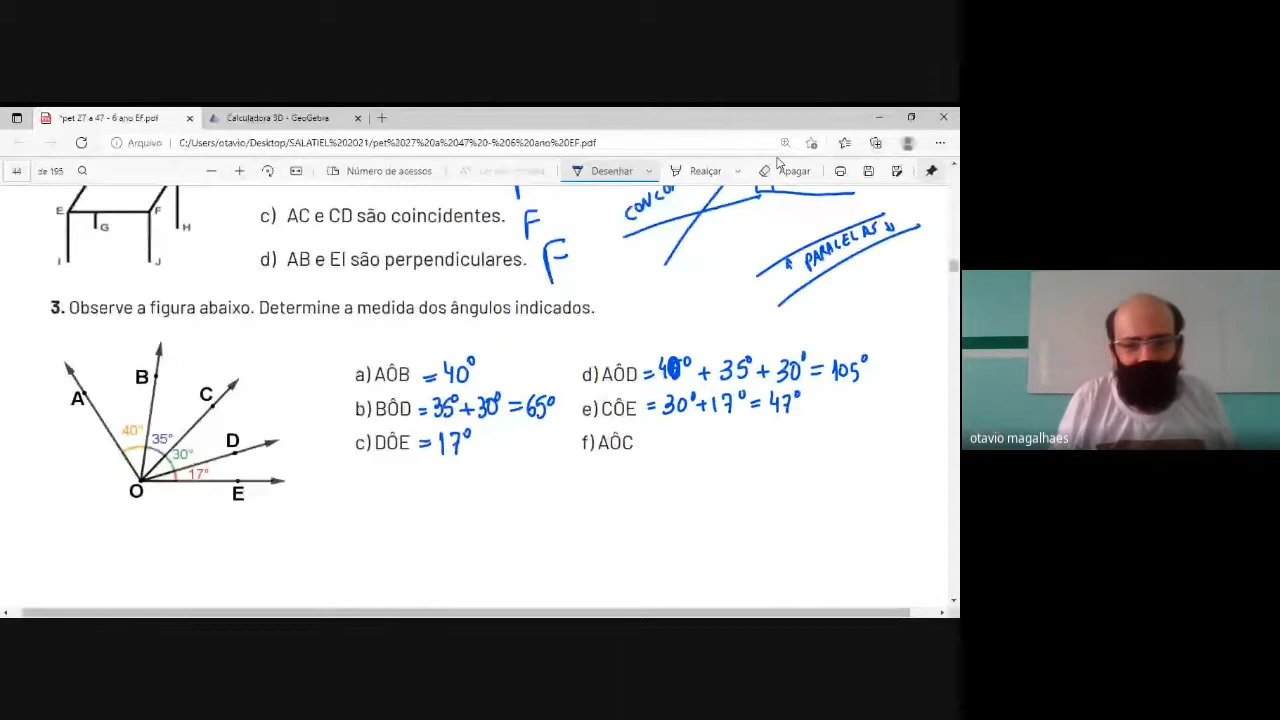 *pet 27 a 47 - 6 ano EF.pdf
Calculadora 3D - GeoGebra
Arquivo
C:/Users/otavio/Desktop/SALATIEL%202021/pet%2027%20a%2047%20-%206%20ano%20EF.pdf
44
de 195
Número de acessos
Desenhar
Realçar
Apagar
E
F
G
H
I
J
c) AC e CD são coincidentes.
F
d) AB e EI são perpendiculares.
F
PARALELAS
3. Observe a figura abaixo. Determine a medida dos ângulos indicados.
A
B
C
D
E
O
40°
35°
30°
17°
a) AÔB = 40°
b) BÔD = 35° + 30° = 65°
c) DÔE = 17°
d) AÔD = 40° + 35° + 30° = 105°
e) CÔE = 30° + 17° = 47°
f) AÔC
otavio magalhaes